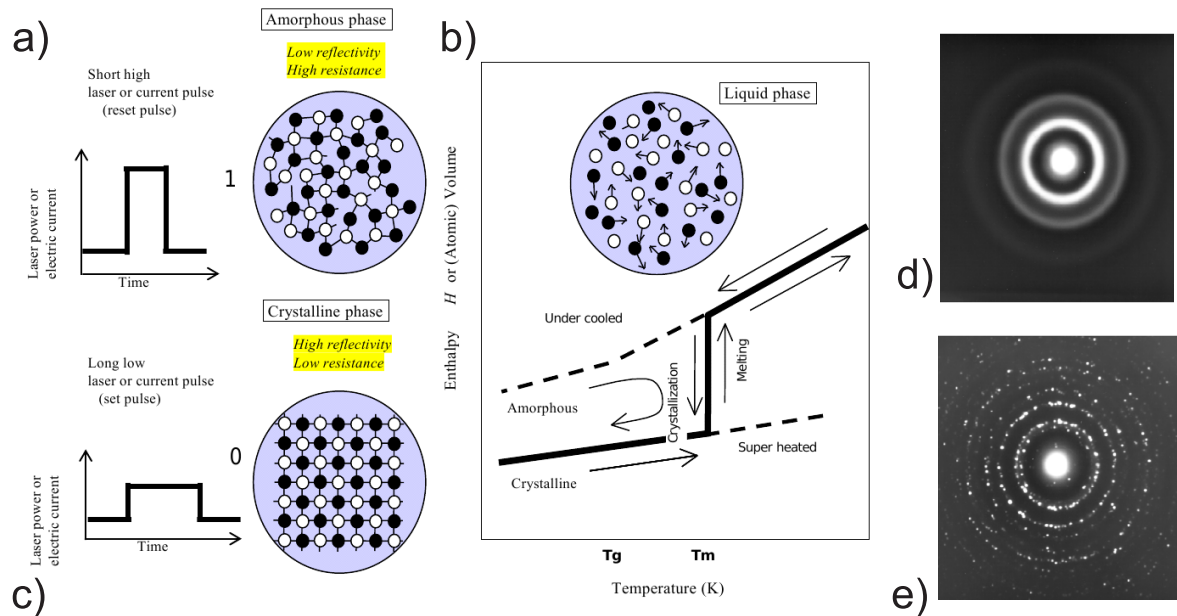 a)
Amorphous phase
Low reflectivity
High resistance
Short high
laser or current pulse
(reset pulse)
1
Laser power or
electric current
Time
Crystalline phase
High reflectivity
Low resistance
Long low
laser or current pulse
(set pulse)
0
Laser power or
electric current
Time
c)
b)
Liquid phase
Enthalpy H or (Atomic) Volume
Under cooled
Amorphous
Crystallization
Melting
Super heated
Crystalline
Tg
Tm
Temperature (K)
d)
e)